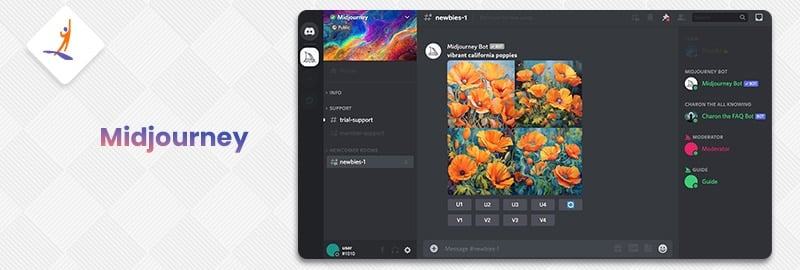 Midjourney
Midjourney
Public
INFO
SUPPORT
trial-support
member-support
NEWCOMER ROOMS
newbies-1
user
#1010
newbies-1
Search
Midjourney Bot BOT
vibrant california poppies
U1 U2 U3 U4
V1 V2 V3 V4
Message #newbies-1
MIDJOURNEY BOT
Midjourney Bot BOT
CHARON THE ALL KNOWING
Charon the FAQ Bot BOT
MODERATOR
Moderator
GUIDE
Guide